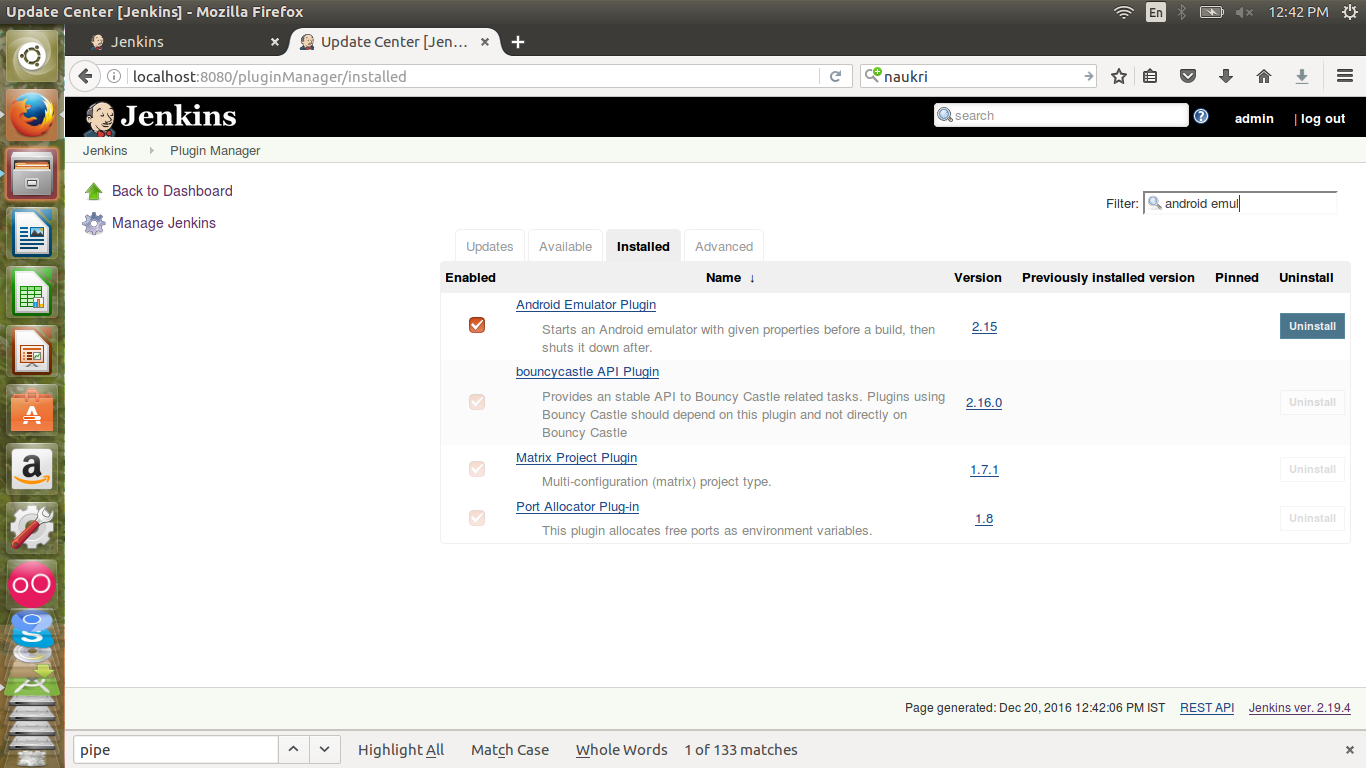 Update Center [Jenkins] - Mozilla Firefox
En
12:42 PM
Jenkins
Update Center [Jen...
localhost:8080/pluginManager/installed
naukri
Jenkins
search
admin
| log out
Jenkins
Plugin Manager
Back to Dashboard
Manage Jenkins
Filter: android emul
Updates
Available
Installed
Advanced
Enabled
Name ↓
Version
Previously installed version
Pinned
Uninstall
Android Emulator Plugin
Starts an Android emulator with given properties before a build, then
shuts it down after.
2.15
Uninstall
bouncycastle API Plugin
Provides an stable API to Bouncy Castle related tasks. Plugins using
Bouncy Castle should depend on this plugin and not directly on
Bouncy Castle
2.16.0
Uninstall
Matrix Project Plugin
Multi-configuration (matrix) project type.
1.7.1
Uninstall
Port Allocator Plug-in
This plugin allocates free ports as environment variables.
1.8
Uninstall
Page generated: Dec 20, 2016 12:42:06 PM IST
REST API
Jenkins ver. 2.19.4
pipe
Highlight All
Match Case
Whole Words
1 of 133 matches